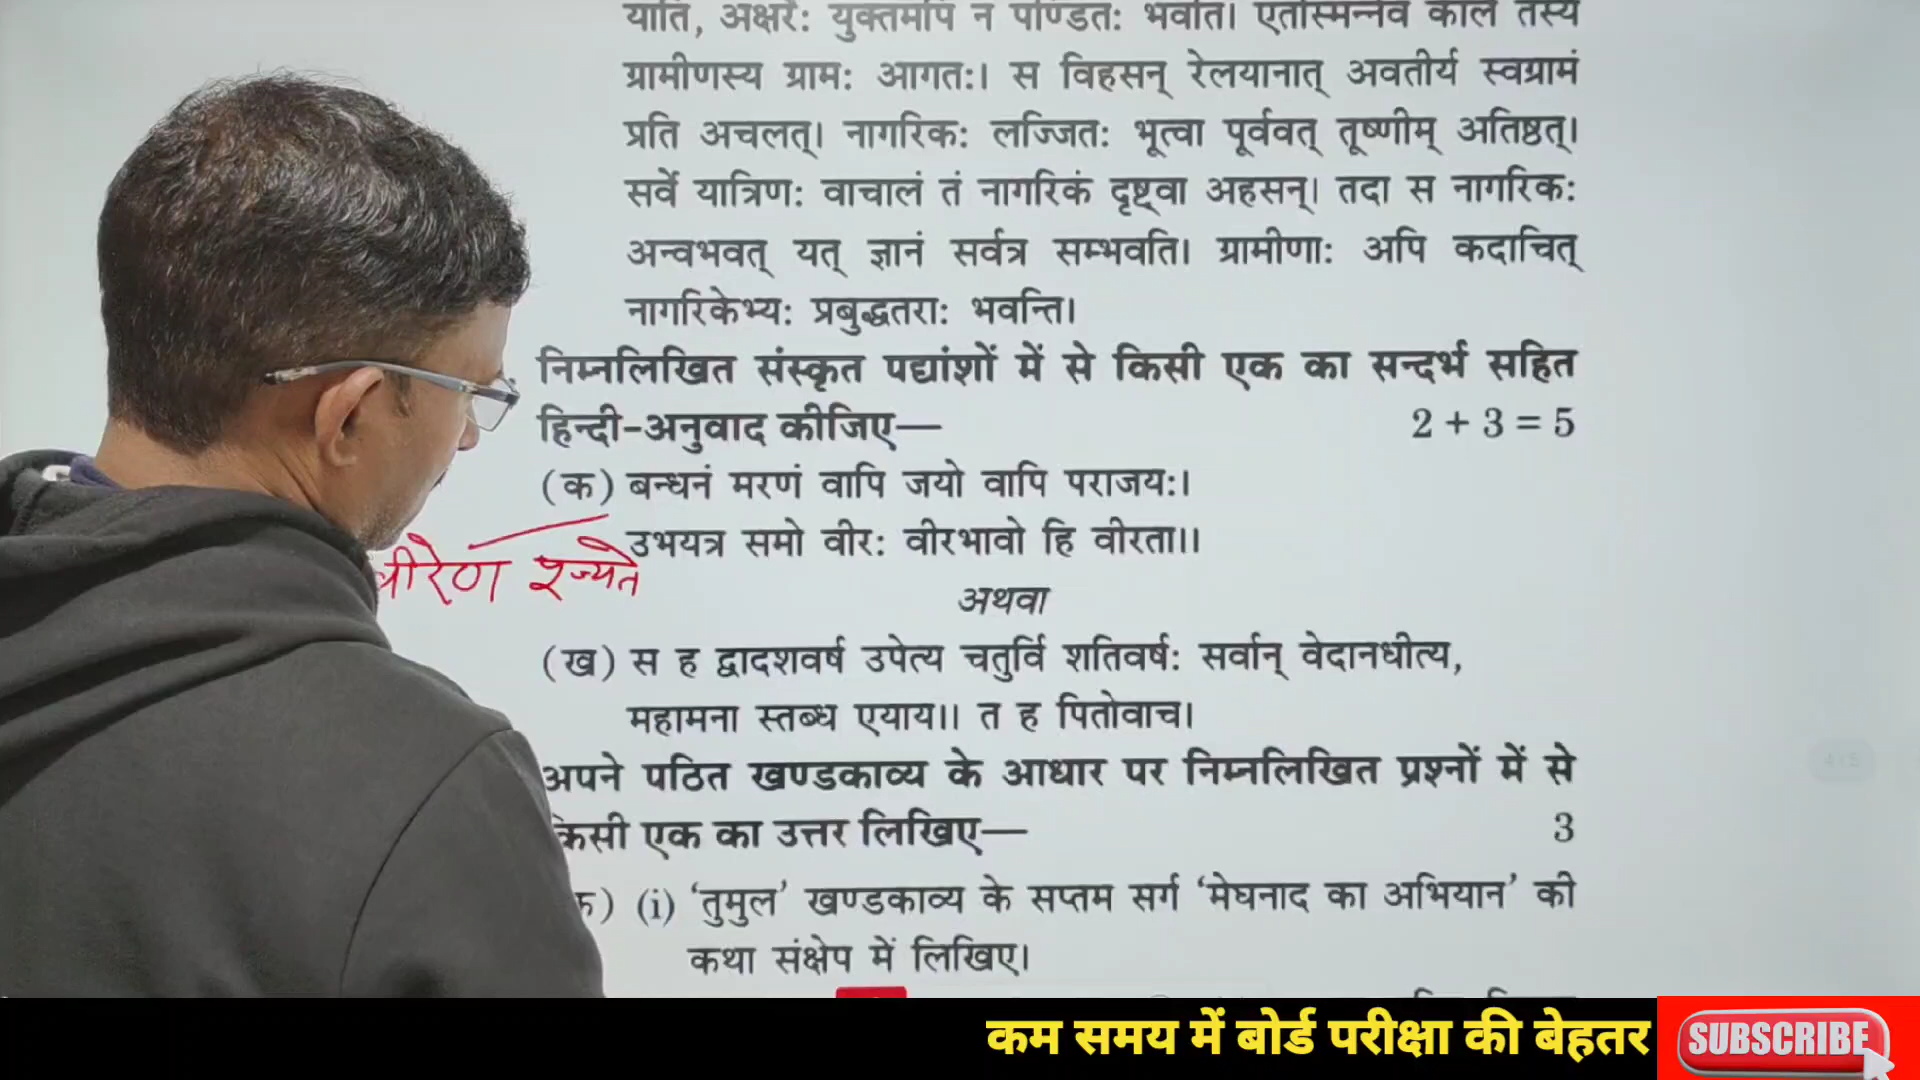 याति, अक्षरैः युक्तमपि न पण्डितः भवति। एतस्मिन्नेव काले तस्य
ग्रामीणस्य ग्रामः आगतः। स विहसन् रेलयानात् अवतीर्य स्वग्रामं
प्रति अचलत्। नागरिकः लज्जितः भूत्वा पूर्ववत् तूष्णीम् अतिष्ठत्।
सर्वे यात्रिणः वाचालं तं नागरिकं दृष्ट्वा अहसन्। तदा स नागरिकः
अन्वभवत् यत् ज्ञानं सर्वत्र सम्भवति। ग्रामीणाः अपि कदाचित्
नागरिकेभ्यः प्रबुद्धतराः भवन्ति।
निम्नलिखित संस्कृत पद्यांशों में से किसी एक का सन्दर्भ सहित
हिन्दी-अनुवाद कीजिए— 2 + 3 = 5
(क) बन्धनं मरणं वापि जयो वापि पराजयः।
उभयत्र समो वीरः वीरभावो हि वीरता।।
वीरेण
अथवा
(ख) स ह द्वादशवर्ष उपेत्य चतुर्वि शतिवर्षः सर्वान् वेदानधीत्य,
महामना स्तब्ध एयाय।। त ह पितोवाच।
अपने पठित खण्डकाव्य के आधार पर निम्नलिखित प्रश्नों में से
किसी एक का उत्तर लिखिए— 3
क) (i) ‘तुमुल’ खण्डकाव्य के सप्तम सर्ग ‘मेघनाद का अभियान’ की
कथा संक्षेप में लिखिए।
कम समय में बोर्ड परीक्षा की बेहतर
SUBSCRIBE